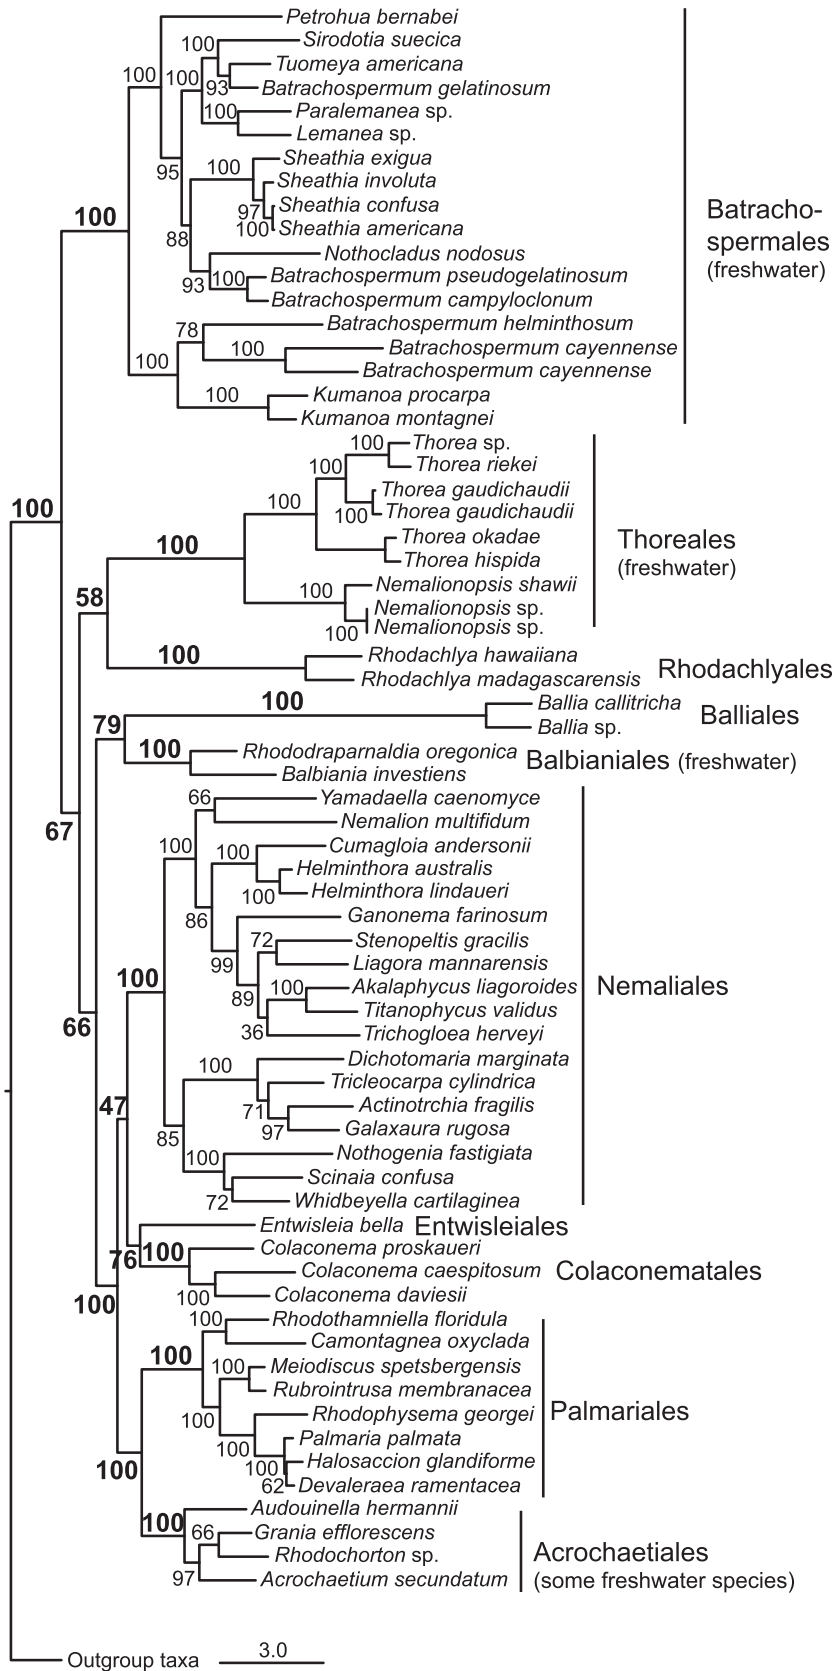 Petrohua bernabei
100 Sirodotia suecica
Tuomeya americana
100 100
93 Batrachospermum gelatinosum
100 Paralemanea sp.
Lemanea sp.
Sheathia exigua
95 100
Sheathia involuta
100
97 Sheathia confusa
100 Sheathia americana
Batracho-
spermales
(freshwater)
88
Nothocladus nodosus
93 100 Batrachospermum pseudogelatinosum
Batrachospermum campyloclonum
78 Batrachospermum helminthosum
100 100 Batrachospermum cayennense
Batrachospermum cayennense
100 Kumanoa procarpa
Kumanoa montagnei
100 Thorea sp.
100 Thorea riekei
100 Thorea gaudichaudii
100 Thorea gaudichaudii
100
100 Thorea okadae
Thorea hispida
Thoreales
(freshwater)
100 Nemalionopsis shawii
58 Nemalionopsis sp.
100 Nemalionopsis sp.
100 Rhodachlya hawaiiana
Rhodachlya madagascarensis
Rhodachlyales
100 Ballia callitricha
79 Ballia sp.
Balliales
100 Rhododraparnaldia oregonica
Balbiania investiens
Balbianiales (freshwater)
66 Yamadaella caenomyce
67 Nemalion multifidum
100 100 Cumagloia andersonii
Helminthora australis
100 Helminthora lindaueri
86
Ganonema farinosum
72 Stenopeltis gracilis
99 Liagora mannarensis
100 89 100 Akalaphycus liagoroides
Titanophycus validus
66 36 Trichogloea herveyi
Nemaliales
100 Dichotomaria marginata
Tricleocarpa cylindrica
47 71 Actinotrchia fragilis
85 97 Galaxaura rugosa
100 Nothogenia fastigiata
Scinaia confusa
72 Whidbeyella cartilaginea
Entwisleia bella Entwisleiales
76 100 Colaconema proskaueri
Colaconema caespitosum Colaconematales
100 100 Colaconema daviesii
100 Rhodothamniella floridula
Camontagnea oxyclada
100 100 Meiodiscus spetsbergensis
Rubrointrusa membranacea
100 Rhodophysema georgei
Palmariales
100 Palmaria palmata
100 100 Halosaccion glandiforme
62 Devaleraea ramentacea
100 Audouinella hermannii
66 Grania efflorescens
Rhodochorton sp.
97 Acrochaetium secundatum
Acrochaetiales
(some freshwater species)
Outgroup taxa 3.0